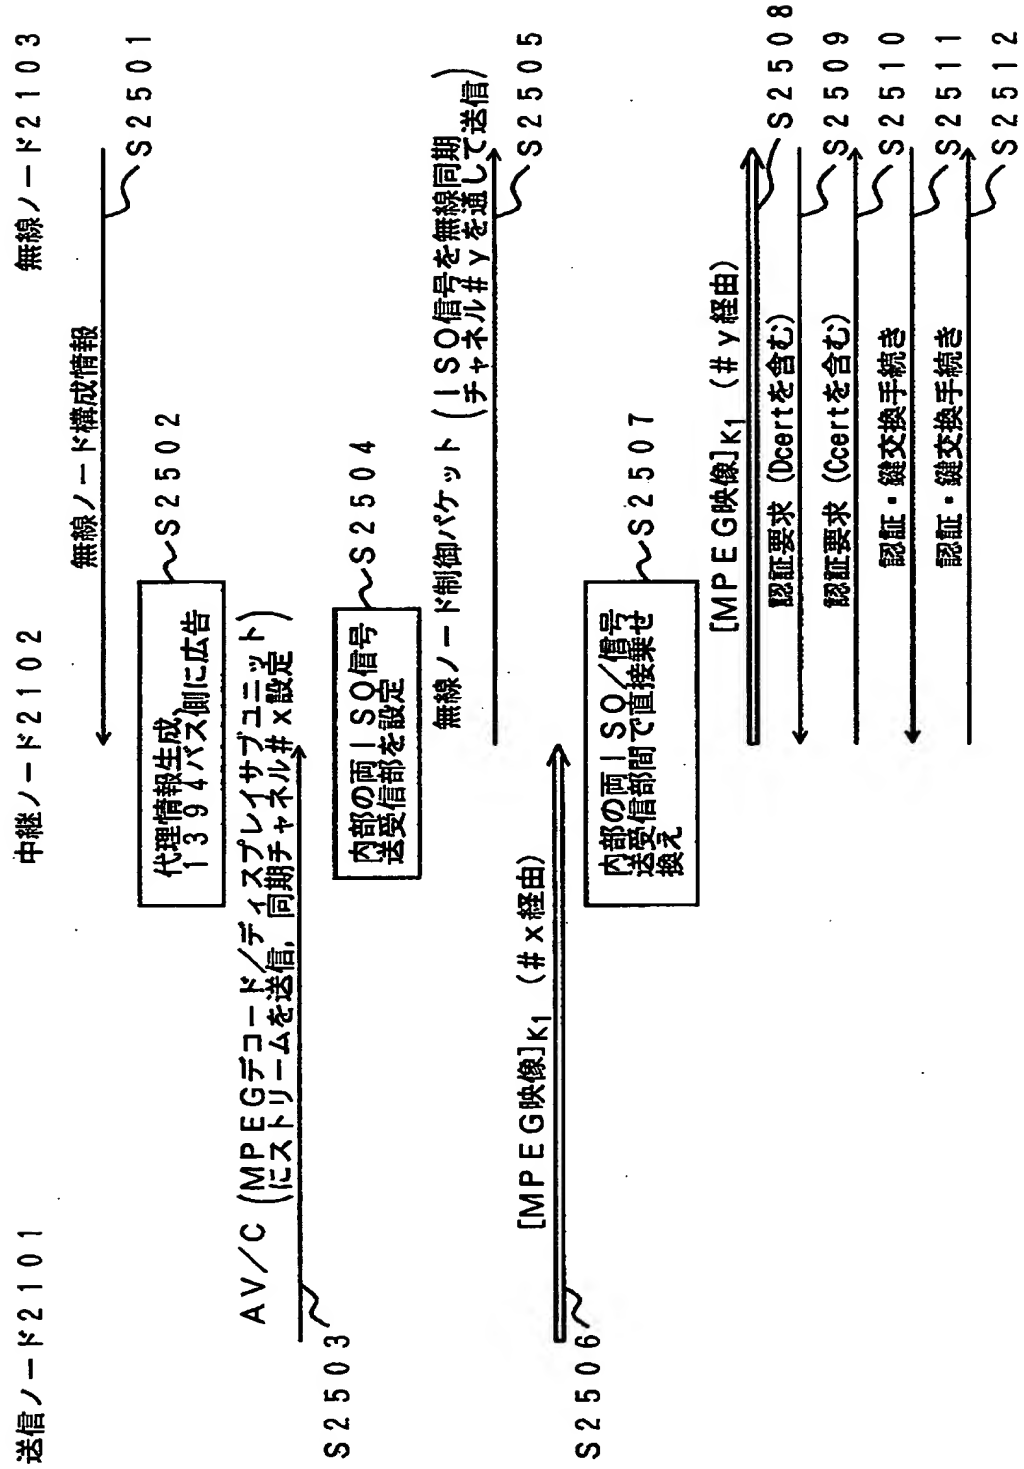 送信ノード2101
中継ノード2102
無線ノード2103
無線ノード構成情報
S2501
代理情報生成,
1394バス側に広告
S2502
AV/C (MPEGデコード/ディスプレイサブユニット
にストリームを送信, 同期チャネル#x設定)
S2503
内部の両ISO信号
送受信部を設定
S2504
無線ノード制御パケット (ISO信号を無線同期
チャネル#yを通して送信)
S2505
[MPEG映像]K1 (#x経由)
S2506
内部の両ISO/信号
送受信部間で直接乗せ
換え
S2507
[MPEG映像]K1 (#y経由)
S2508
認証要求 (Dcertを含む)
S2509
認証要求 (Ccertを含む)
S2510
認証・鍵交換手続き
S2511
認証・鍵交換手続き
S2512